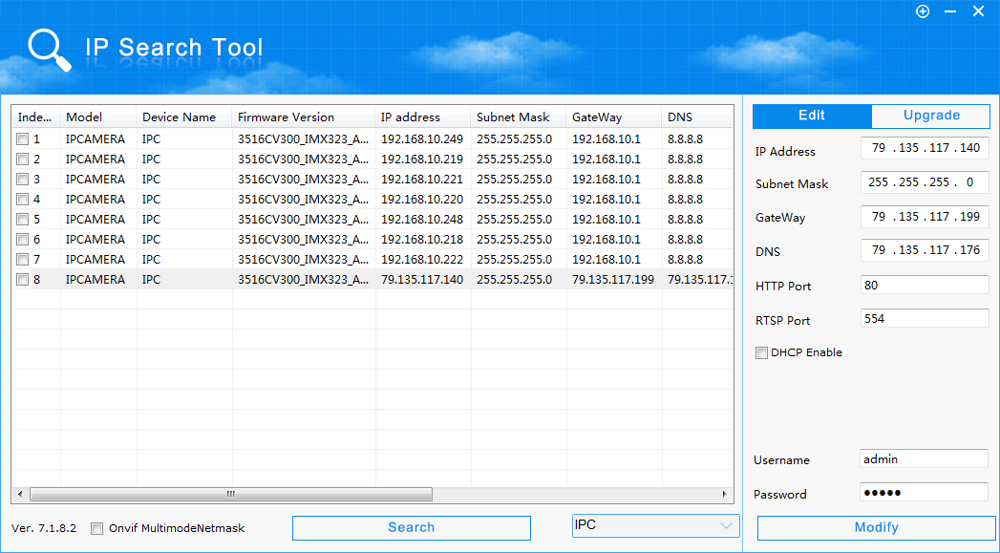 IP Search Tool
Inde... Model Device Name Firmware Version IP address Subnet Mask GateWay DNS
1 IPCAMERA IPC 3516CV300_IMX323_A... 192.168.10.249 255.255.255.0 192.168.10.1 8.8.8.8
2 IPCAMERA IPC 3516CV300_IMX323_A... 192.168.10.219 255.255.255.0 192.168.10.1 8.8.8.8
3 IPCAMERA IPC 3516CV300_IMX323_A... 192.168.10.221 255.255.255.0 192.168.10.1 8.8.8.8
4 IPCAMERA IPC 3516CV300_IMX323_A... 192.168.10.220 255.255.255.0 192.168.10.1 8.8.8.8
5 IPCAMERA IPC 3516CV300_IMX323_A... 192.168.10.248 255.255.255.0 192.168.10.1 8.8.8.8
6 IPCAMERA IPC 3516CV300_IMX323_A... 192.168.10.218 255.255.255.0 192.168.10.1 8.8.8.8
7 IPCAMERA IPC 3516CV300_IMX323_A... 192.168.10.222 255.255.255.0 192.168.10.1 8.8.8.8
8 IPCAMERA IPC 3516CV300_IMX323_A... 79.135.117.140 255.255.255.0 79.135.117.199 79.135.117.1
Ver. 7.1.8.2 Onvif MultimodeNetmask Search IPC
Edit Upgrade
IP Address 79 . 135 . 117 . 140
Subnet Mask 255 . 255 . 255 . 0
GateWay 79 . 135 . 117 . 199
DNS 79 . 135 . 117 . 176
HTTP Port 80
RTSP Port 554
DHCP Enable
Username admin
Password ●●●●●
Modify